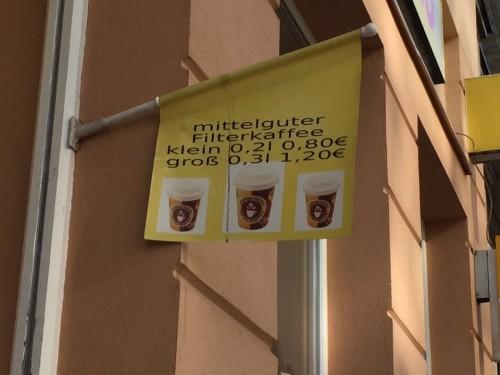 mittelguter
Filterkaffee
klein 0,2l 0,80€
groß 0,3l 1,20€